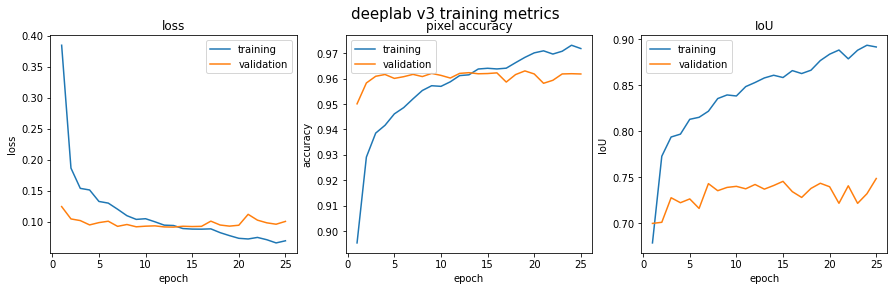 deeplab v3 training metrics
loss
training
validation
0.40
0.35
0.30
0.25
0.20
0.15
0.10
loss
0
5
10
15
20
25
epoch
pixel accuracy
training
validation
0.97
0.96
0.95
0.94
0.93
0.92
0.91
0.90
accuracy
0
5
10
15
20
25
epoch
IoU
training
validation
0.90
0.85
0.80
0.75
0.70
IoU
0
5
10
15
20
25
epoch